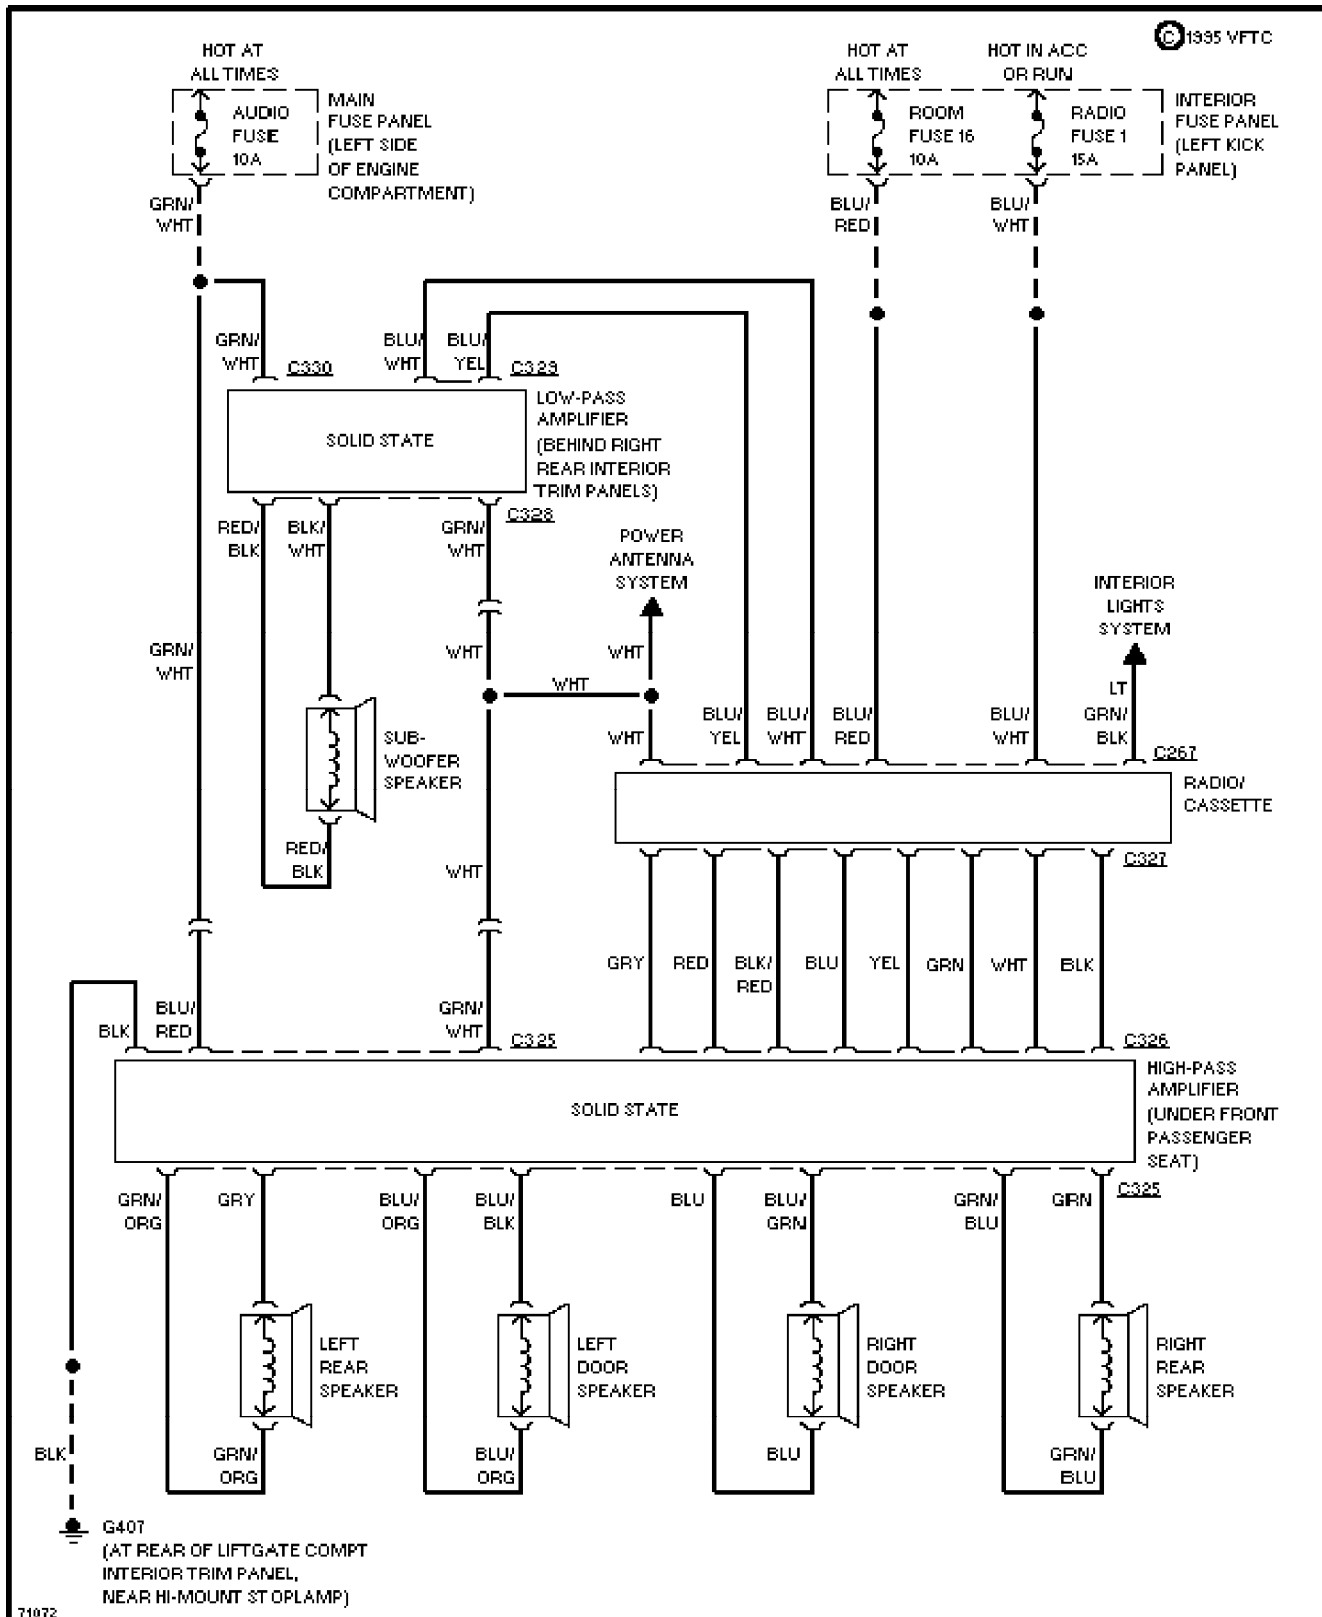 © 1995 VFTC
HOT AT
ALL TIMES
HOT AT
ALL TIMES
HOT IN ACC
OR RUN
AUDIO
FUSE
10A
MAIN
FUSE PANEL
(LEFT SIDE
OF ENGINE
COMPARTMENT)
ROOM
FUSE 16
10A
RADIO
FUSE 1
15A
INTERIOR
FUSE PANEL
(LEFT KICK
PANEL)
GRN/
WHT
BLU/
RED
BLU/
WHT
GRN/
WHT
C330
BLU/
WHT
BLU/
YEL
C329
SOLID STATE
LOW-PASS
AMPLIFIER
(BEHIND RIGHT
REAR INTERIOR
TRIM PANELS)
RED/
BLK
BLK/
WHT
GRN/
WHT
C328
POWER
ANTENNA
SYSTEM
INTERIOR
LIGHTS
SYSTEM
GRN/
WHT
WHT
WHT
WHT
SUB-
WOOFER
SPEAKER
WHT
BLU/
YEL
BLU/
WHT
BLU/
RED
BLU/
WHT
LT
GRN/
BLK
C267
RADIO/
CASSETTE
RED/
BLK
WHT
C327
GRY
RED
BLK/
RED
BLU
YEL
GRN
WHT
BLK
BLK
BLU/
RED
GRN/
WHT
C325
C326
SOLID STATE
HIGH-PASS
AMPLIFIER
(UNDER FRONT
PASSENGER
SEAT)
GRN/
ORG
GRY
BLU/
ORG
BLU/
BLK
BLU
BLU/
GRN
GRN/
BLU
GRN
C325
LEFT
REAR
SPEAKER
LEFT
DOOR
SPEAKER
RIGHT
DOOR
SPEAKER
RIGHT
REAR
SPEAKER
BLK
GRN/
ORG
BLU/
ORG
BLU
GRN/
BLU
G407
(AT REAR OF LIFTGATE COMPT
INTERIOR TRIM PANEL,
NEAR HI-MOUNT STOPLAMP)
71072